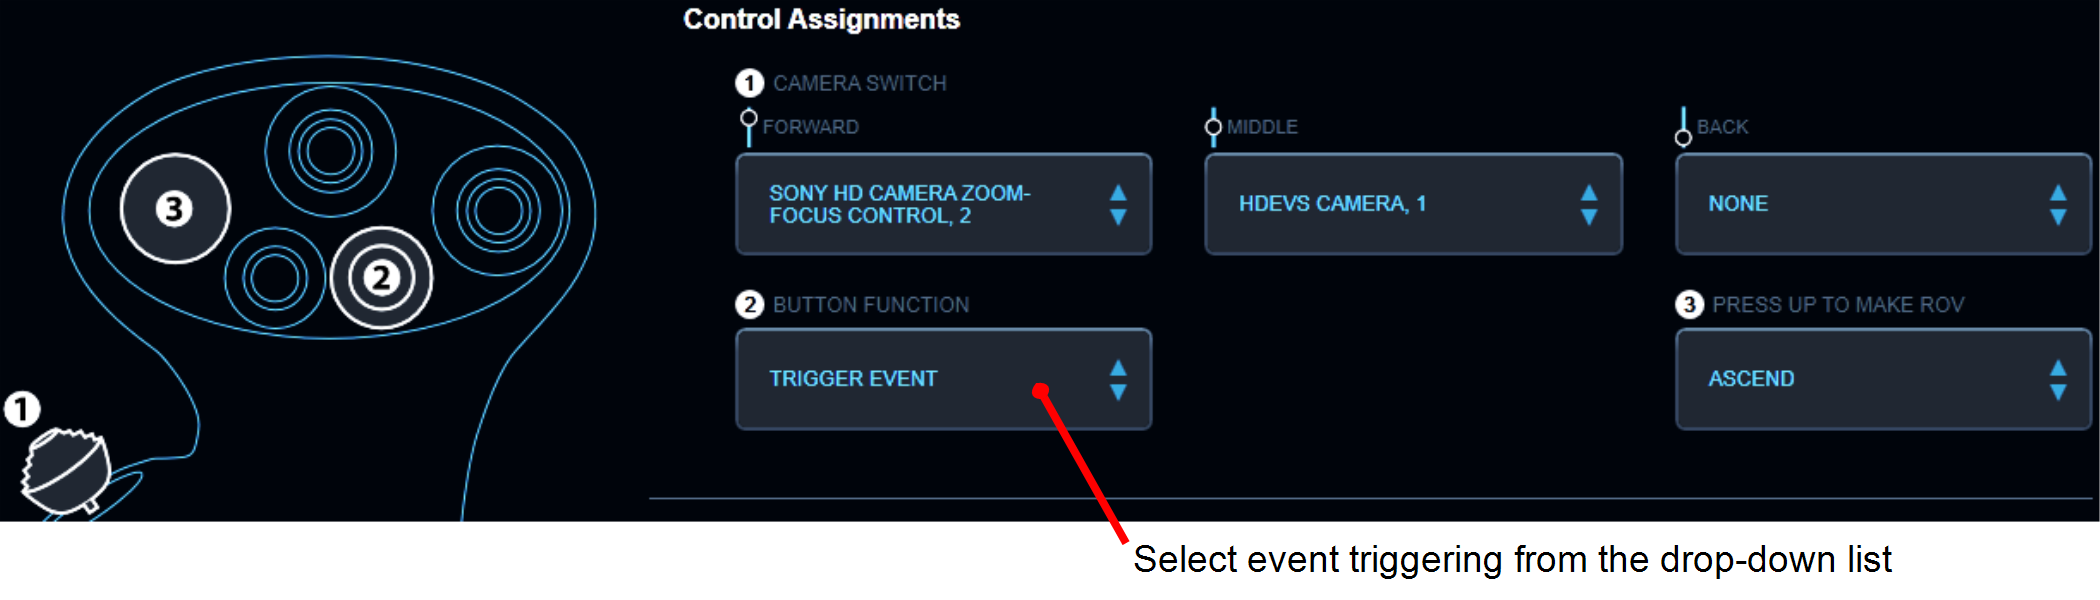 Control Assignments
1 CAMERA SWITCH
FORWARD
MIDDLE
BACK
SONY HD CAMERA ZOOM-
FOCUS CONTROL, 2
HDEVS CAMERA, 1
NONE
2 BUTTON FUNCTION
3 PRESS UP TO MAKE ROV
TRIGGER EVENT
ASCEND
3
2
1
Select event triggering from the drop-down list